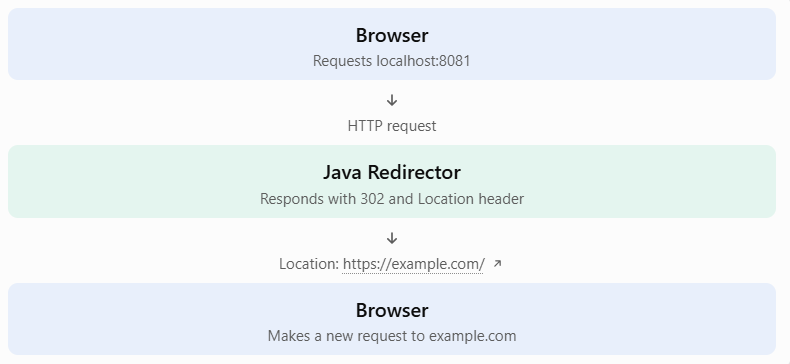 Browser
Requests localhost:8081
↓
HTTP request
Java Redirector
Responds with 302 and Location header
↓
Location: https://example.com/ ↗
Browser
Makes a new request to example.com